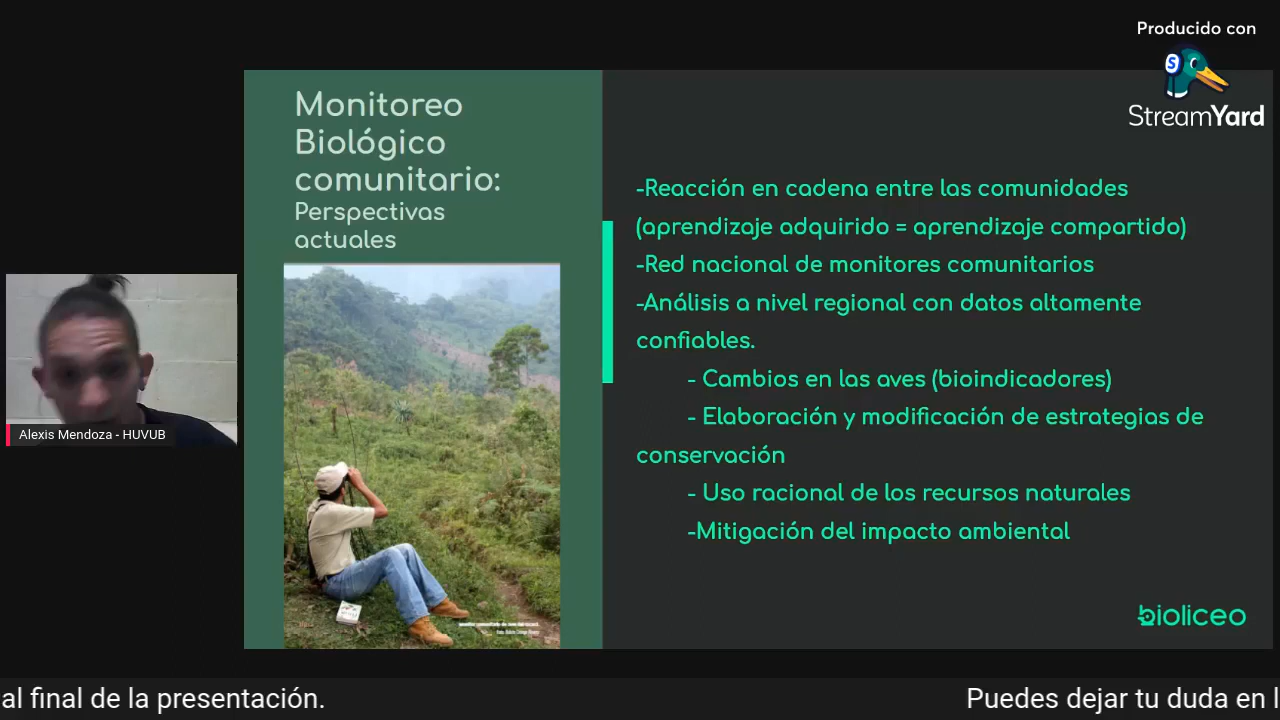 Producido con
StreamYard
Monitoreo
Biológico
comunitario:
Perspectivas
actuales
-Reacción en cadena entre las comunidades
(aprendizaje adquirido = aprendizaje compartido)
-Red nacional de monitores comunitarios
-Análisis a nivel regional con datos altamente
confiables.
- Cambios en las aves (bioindicadores)
- Elaboración y modificación de estrategias de
conservación
- Uso racional de los recursos naturales
-Mitigación del impacto ambiental
bioliceo
Alexis Mendoza - HUVUB
al final de la presentación.
Puedes dejar tu duda en l